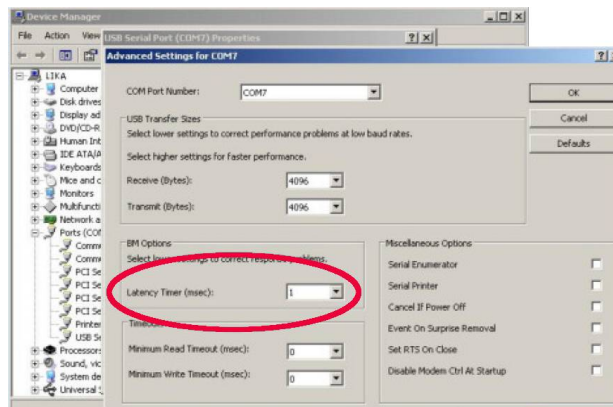 Device Manager
File Action View
USB Serial Port (COM7) Properties
Advanced Settings for COM7
LIKA
Computer
Disk drives
Display ad
DVD/CD-R
Human Int
IDE ATA/A
Keyboards
Mice and c
Monitors
Multifuncti
Network a
Ports (COM
Commu
Commu
PCI Se
PCI Se
PCI Se
PCI Se
Printer
USB Se
Processors
Sound, vic
System de
Universal S
COM Port Number:
COM7
OK
Cancel
Defaults
USB Transfer Sizes
Select lower settings to correct performance problems at low baud rates.
Select higher settings for faster performance.
Receive (Bytes):
4096
Transmit (Bytes):
4096
BM Options
Select lower settings to correct response problems.
Latency Timer (msec):
1
Timeouts
Minimum Read Timeout (msec):
0
Minimum Write Timeout (msec):
0
Miscellaneous Options
Serial Enumerator
Serial Printer
Cancel If Power Off
Event On Surprise Removal
Set RTS On Close
Disable Modem Ctrl At Startup